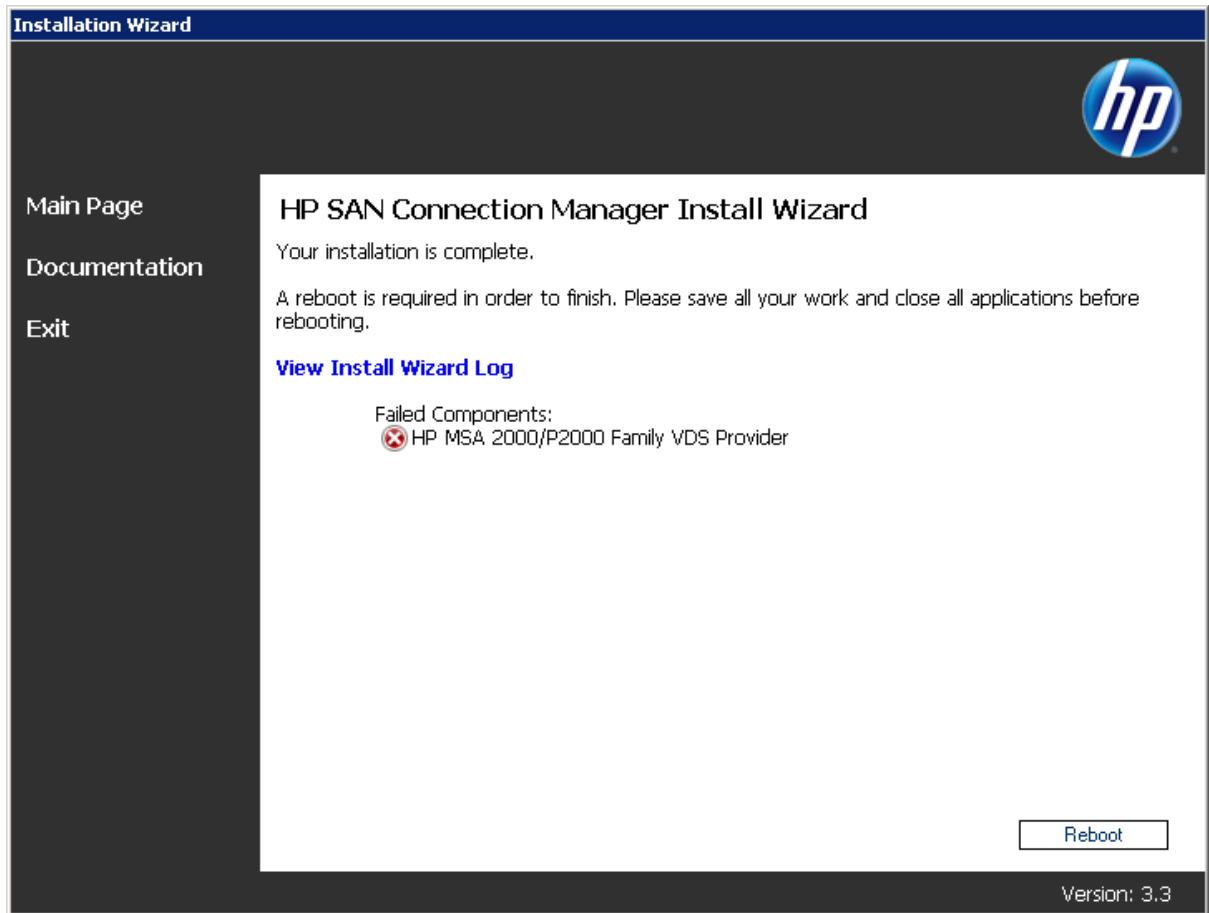 Installation Wizard
hp
Main Page
Documentation
Exit
HP SAN Connection Manager Install Wizard
Your installation is complete.
A reboot is required in order to finish. Please save all your work and close all applications before
rebooting.
View Install Wizard Log
Failed Components:
HP MSA 2000/P2000 Family VDS Provider
Reboot
Version: 3.3